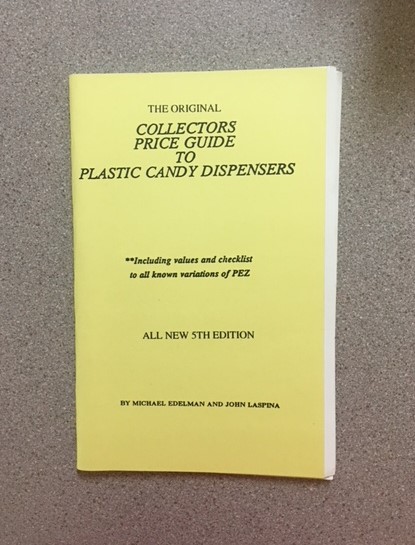 THE ORIGINAL
COLLECTORS
PRICE GUIDE
TO
PLASTIC CANDY DISPENSERS
**Including values and checklist
to all known variations of PEZ
ALL NEW 5TH EDITION
BY MICHAEL EDELMAN AND JOHN LASPINA